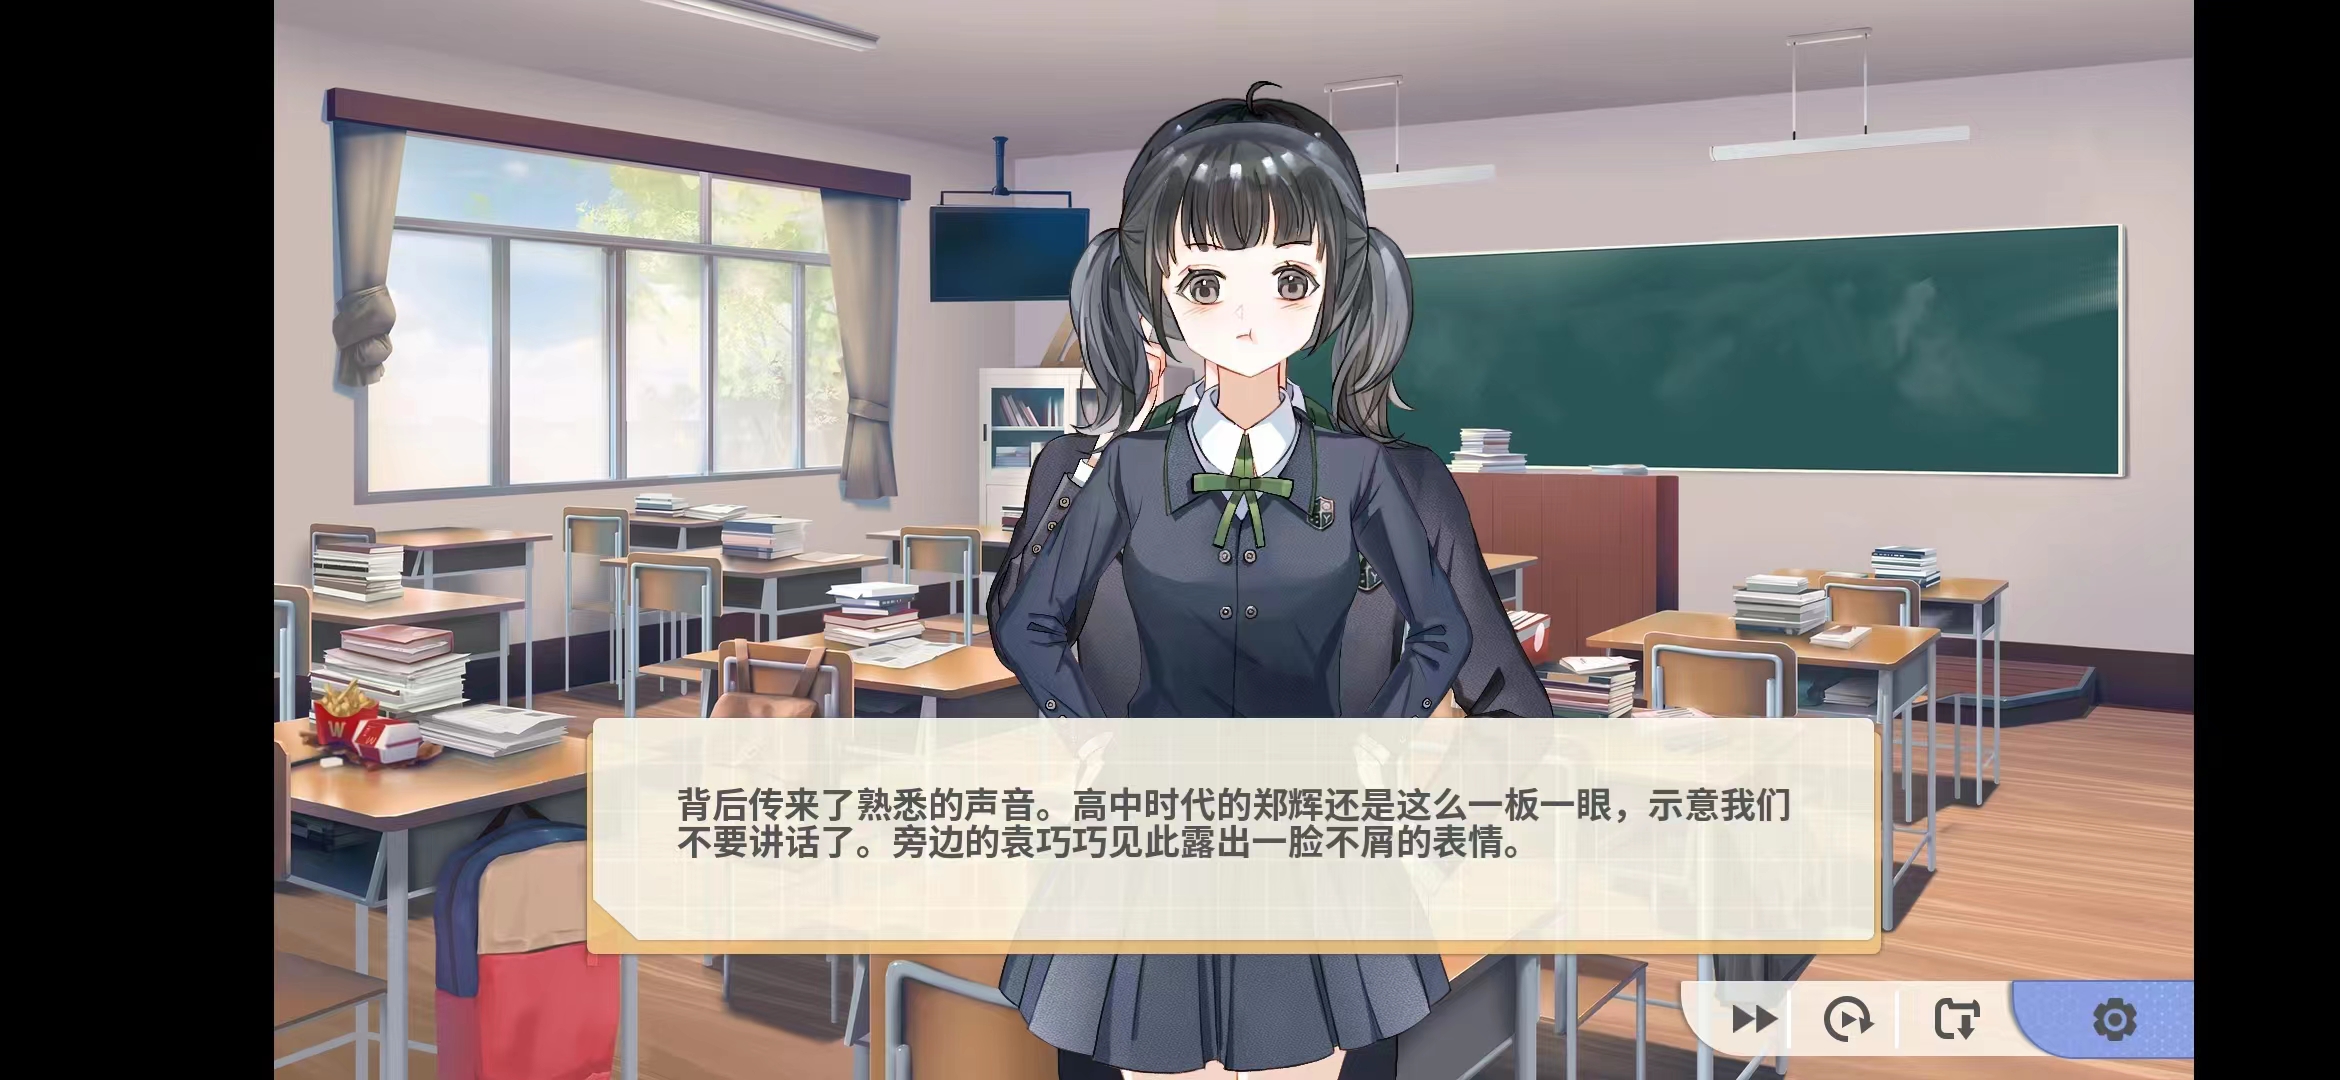 背后传来了熟悉的声音。高中时代的郑辉还是这么一板一眼，示意我们
不要讲话了。旁边的袁巧巧见此露出一脸不屑的表情。
W
W